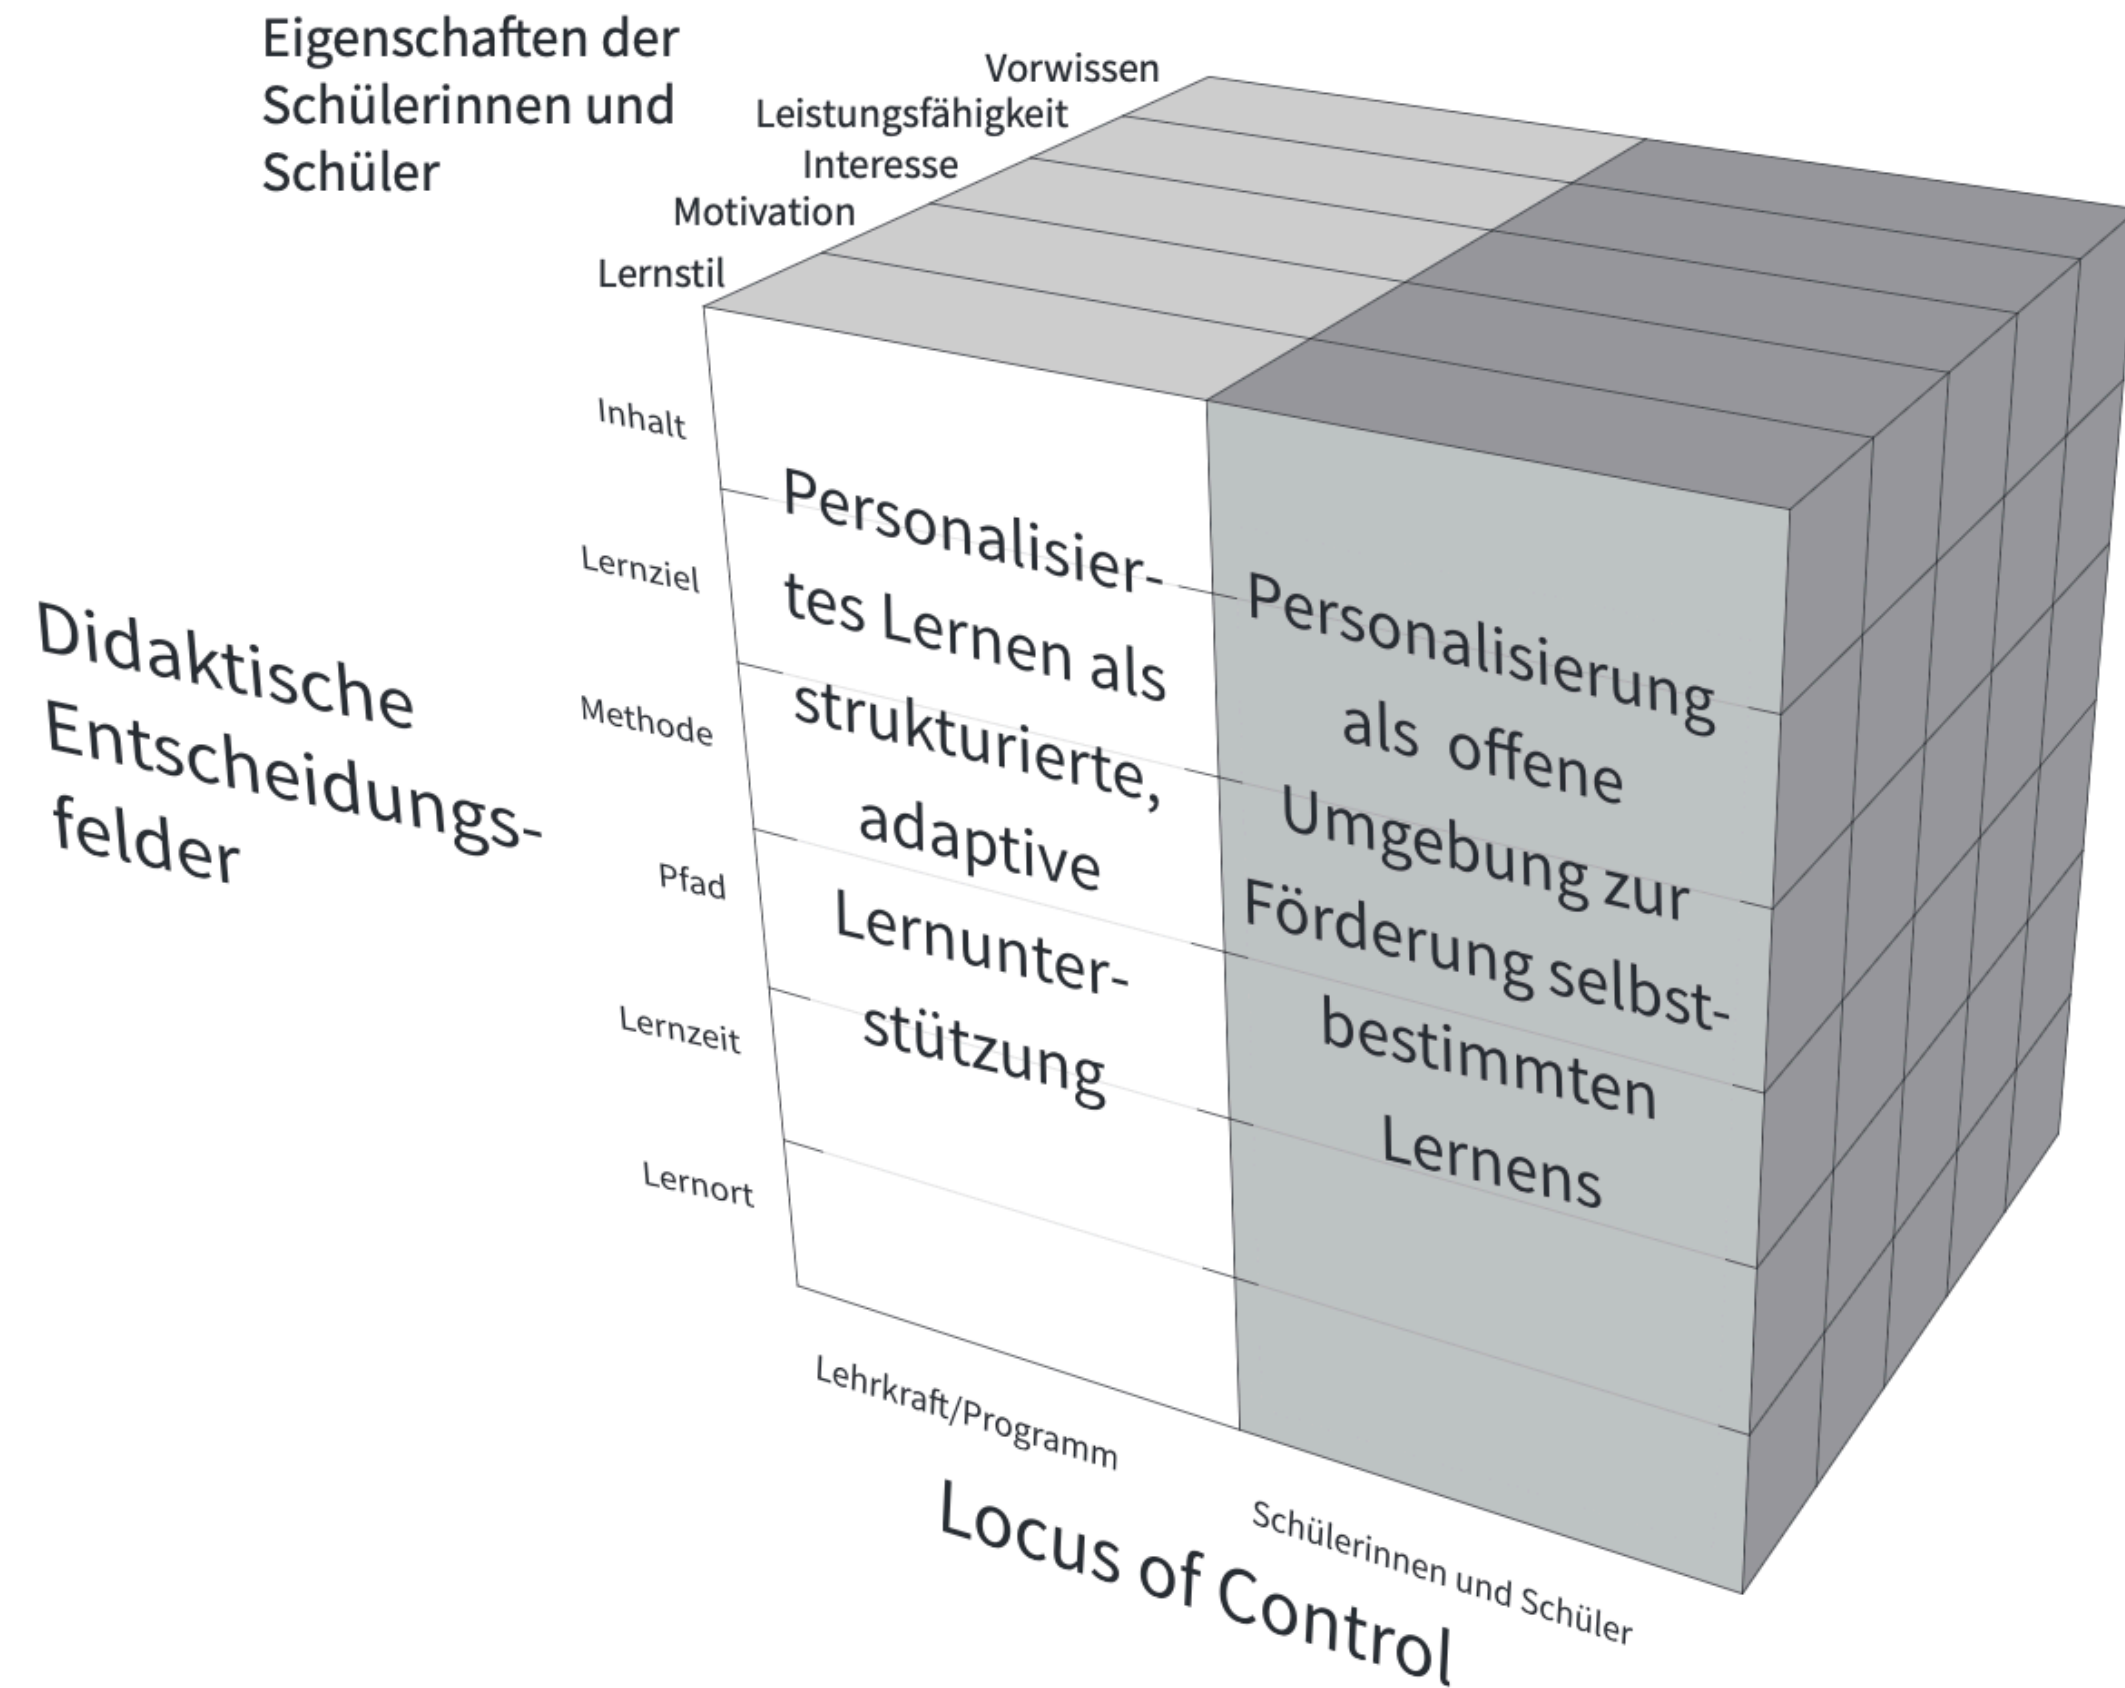 Eigenschaften der
Schülerinnen und
Schüler
Vorwissen
Leistungsfähigkeit
Interesse
Motivation
Lernstil
Didaktische
Entscheidungs-
felder
Inhalt
Lernziel
Methode
Pfad
Lernzeit
Lernort
Personalisier-
tes Lernen als
strukturierte,
adaptive
Lernunter-
stützung
Personalisierung
als offene
Umgebung zur
Förderung selbst-
bestimmten
Lernens
Lehrkraft/Programm
Schülerinnen und Schüler
Locus of Control